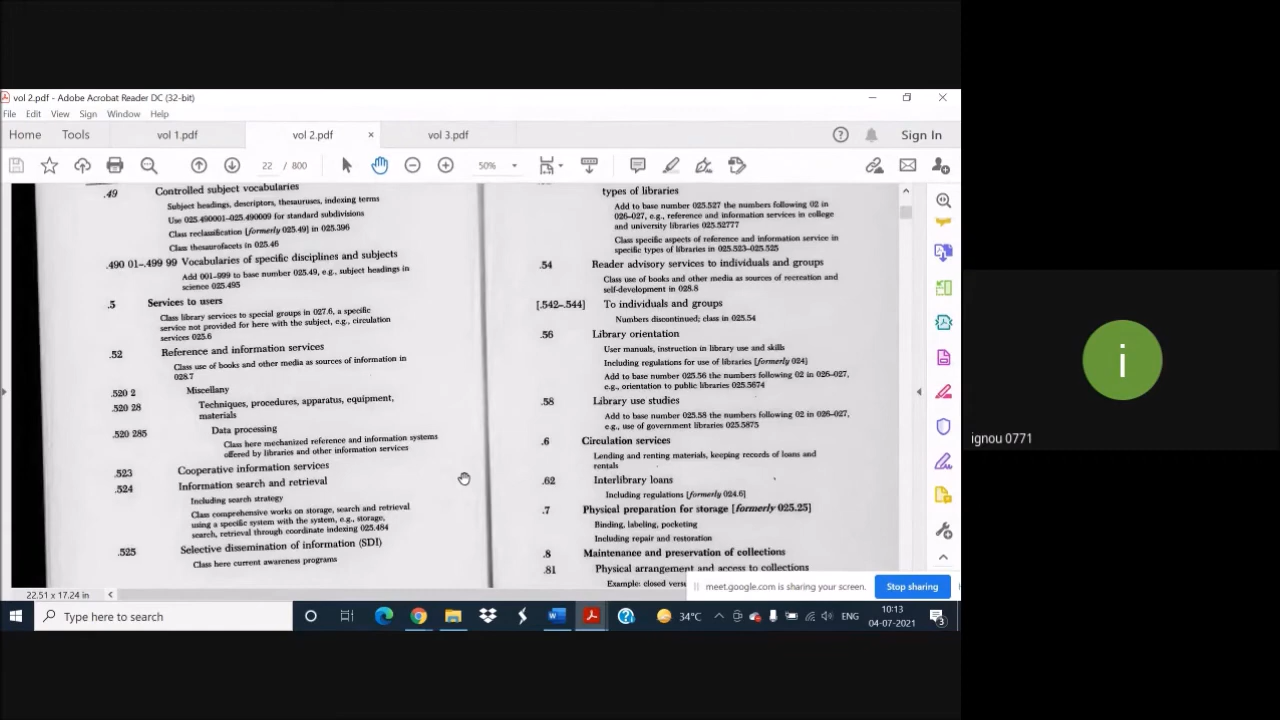 vol 2.pdf - Adobe Acrobat Reader DC (32-bit)
File Edit View Sign Window Help
Home Tools vol 1.pdf vol 2.pdf × vol 3.pdf Sign In
22 / 800 50%
.49 Controlled subject vocabularies
Subject headings, descriptors, thesauruses, indexing terms
Use 025.490001–025.490009 for standard subdivisions
Class reclassification [formerly 025.49] in 025.396
Class thesaurofacets in 025.46
.490 01–.499 99 Vocabularies of specific disciplines and subjects
Add 001–999 to base number 025.49, e.g., subject headings in
science 025.495
.5 Services to users
Class library services to special groups in 027.6, a specific
service not provided for here with the subject, e.g., circulation
services 025.6
.52 Reference and information services
Class use of books and other media as sources of information in
028.7
.520 2 Miscellany
.520 28 Techniques, procedures, apparatus, equipment,
materials
.520 285 Data processing
Class here mechanized reference and information systems
offered by libraries and other information services
.523 Cooperative information services
.524 Information search and retrieval
Including search strategy
Class comprehensive works on storage, search and retrieval
using a specific system with the system, e.g., storage,
search, retrieval through coordinate indexing 025.484
.525 Selective dissemination of information (SDI)
Class here current awareness programs
types of libraries
Add to base number 025.527 the numbers following 02 in
026–027, e.g., reference and information services in college
and university libraries 025.52777
Class specific aspects of reference and information service in
specific types of libraries in 025.523–025.525
.54 Reader advisory services to individuals and groups
Class use of books and other media as sources of recreation and
self-development in 028.8
[.542–.544] To individuals and groups
Numbers discontinued; class in 025.54
.56 Library orientation
User manuals, instruction in library use and skills
Including regulations for use of libraries [formerly 024]
Add to base number 025.56 the numbers following 02 in 026–027,
e.g., orientation to public libraries 025.5674
.58 Library use studies
Add to base number 025.58 the numbers following 02 in 026–027,
e.g., use of government libraries 025.5875
.6 Circulation services
Lending and renting materials, keeping records of loans and
rentals
.62 Interlibrary loans
Including regulations [formerly 024.6]
.7 Physical preparation for storage [formerly 025.25]
Binding, labeling, pocketing
Including repair and restoration
.8 Maintenance and preservation of collections
.81 Physical arrangement and access to collections
Example: closed
22.51 x 17.24 in
meet.google.com is sharing your screen. Stop sharing
Type here to search
34°C ENG 10:13
04-07-2021
3
i
ignou 0771